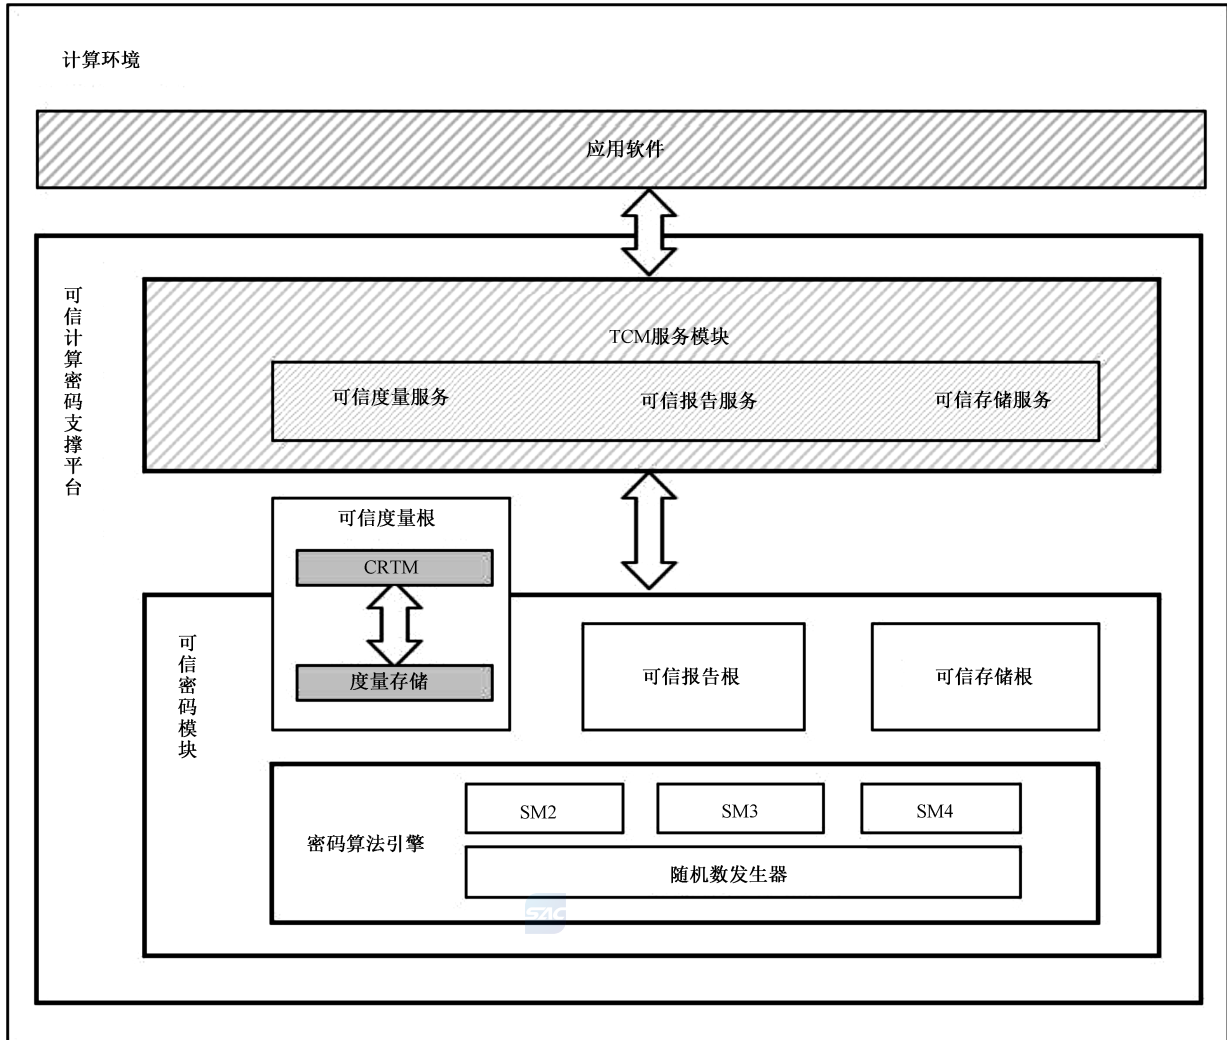 计算环境
应用软件
可信计算密码支撑平台
TCM服务模块
可信度量服务
可信报告服务
可信存储服务
可信度量根
CRTM
度量存储
可信密码模块
可信报告根
可信存储根
密码算法引擎
SM2
SM3
SM4
随机数发生器
SZIC